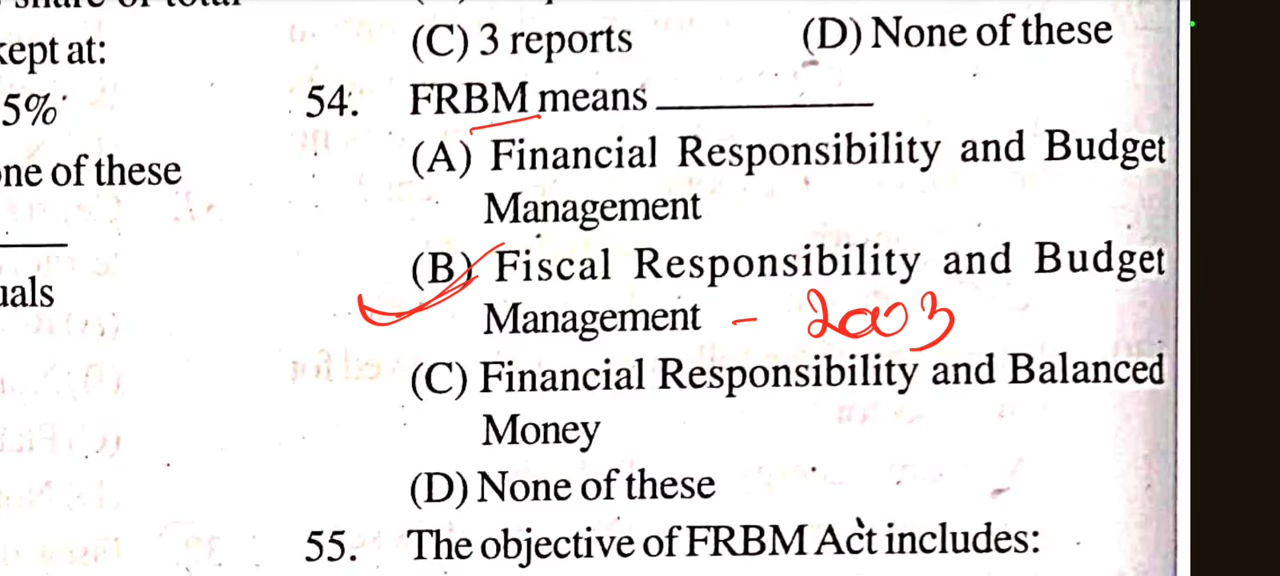 kept at:
5%
ne of these
uals
(C) 3 reports (D) None of these
54. FRBM means ________
(A) Financial Responsibility and Budget
Management
(B) Fiscal Responsibility and Budget
Management - 2003
(C) Financial Responsibility and Balanced
Money
(D) None of these
55. The objective of FRBM Act includes: